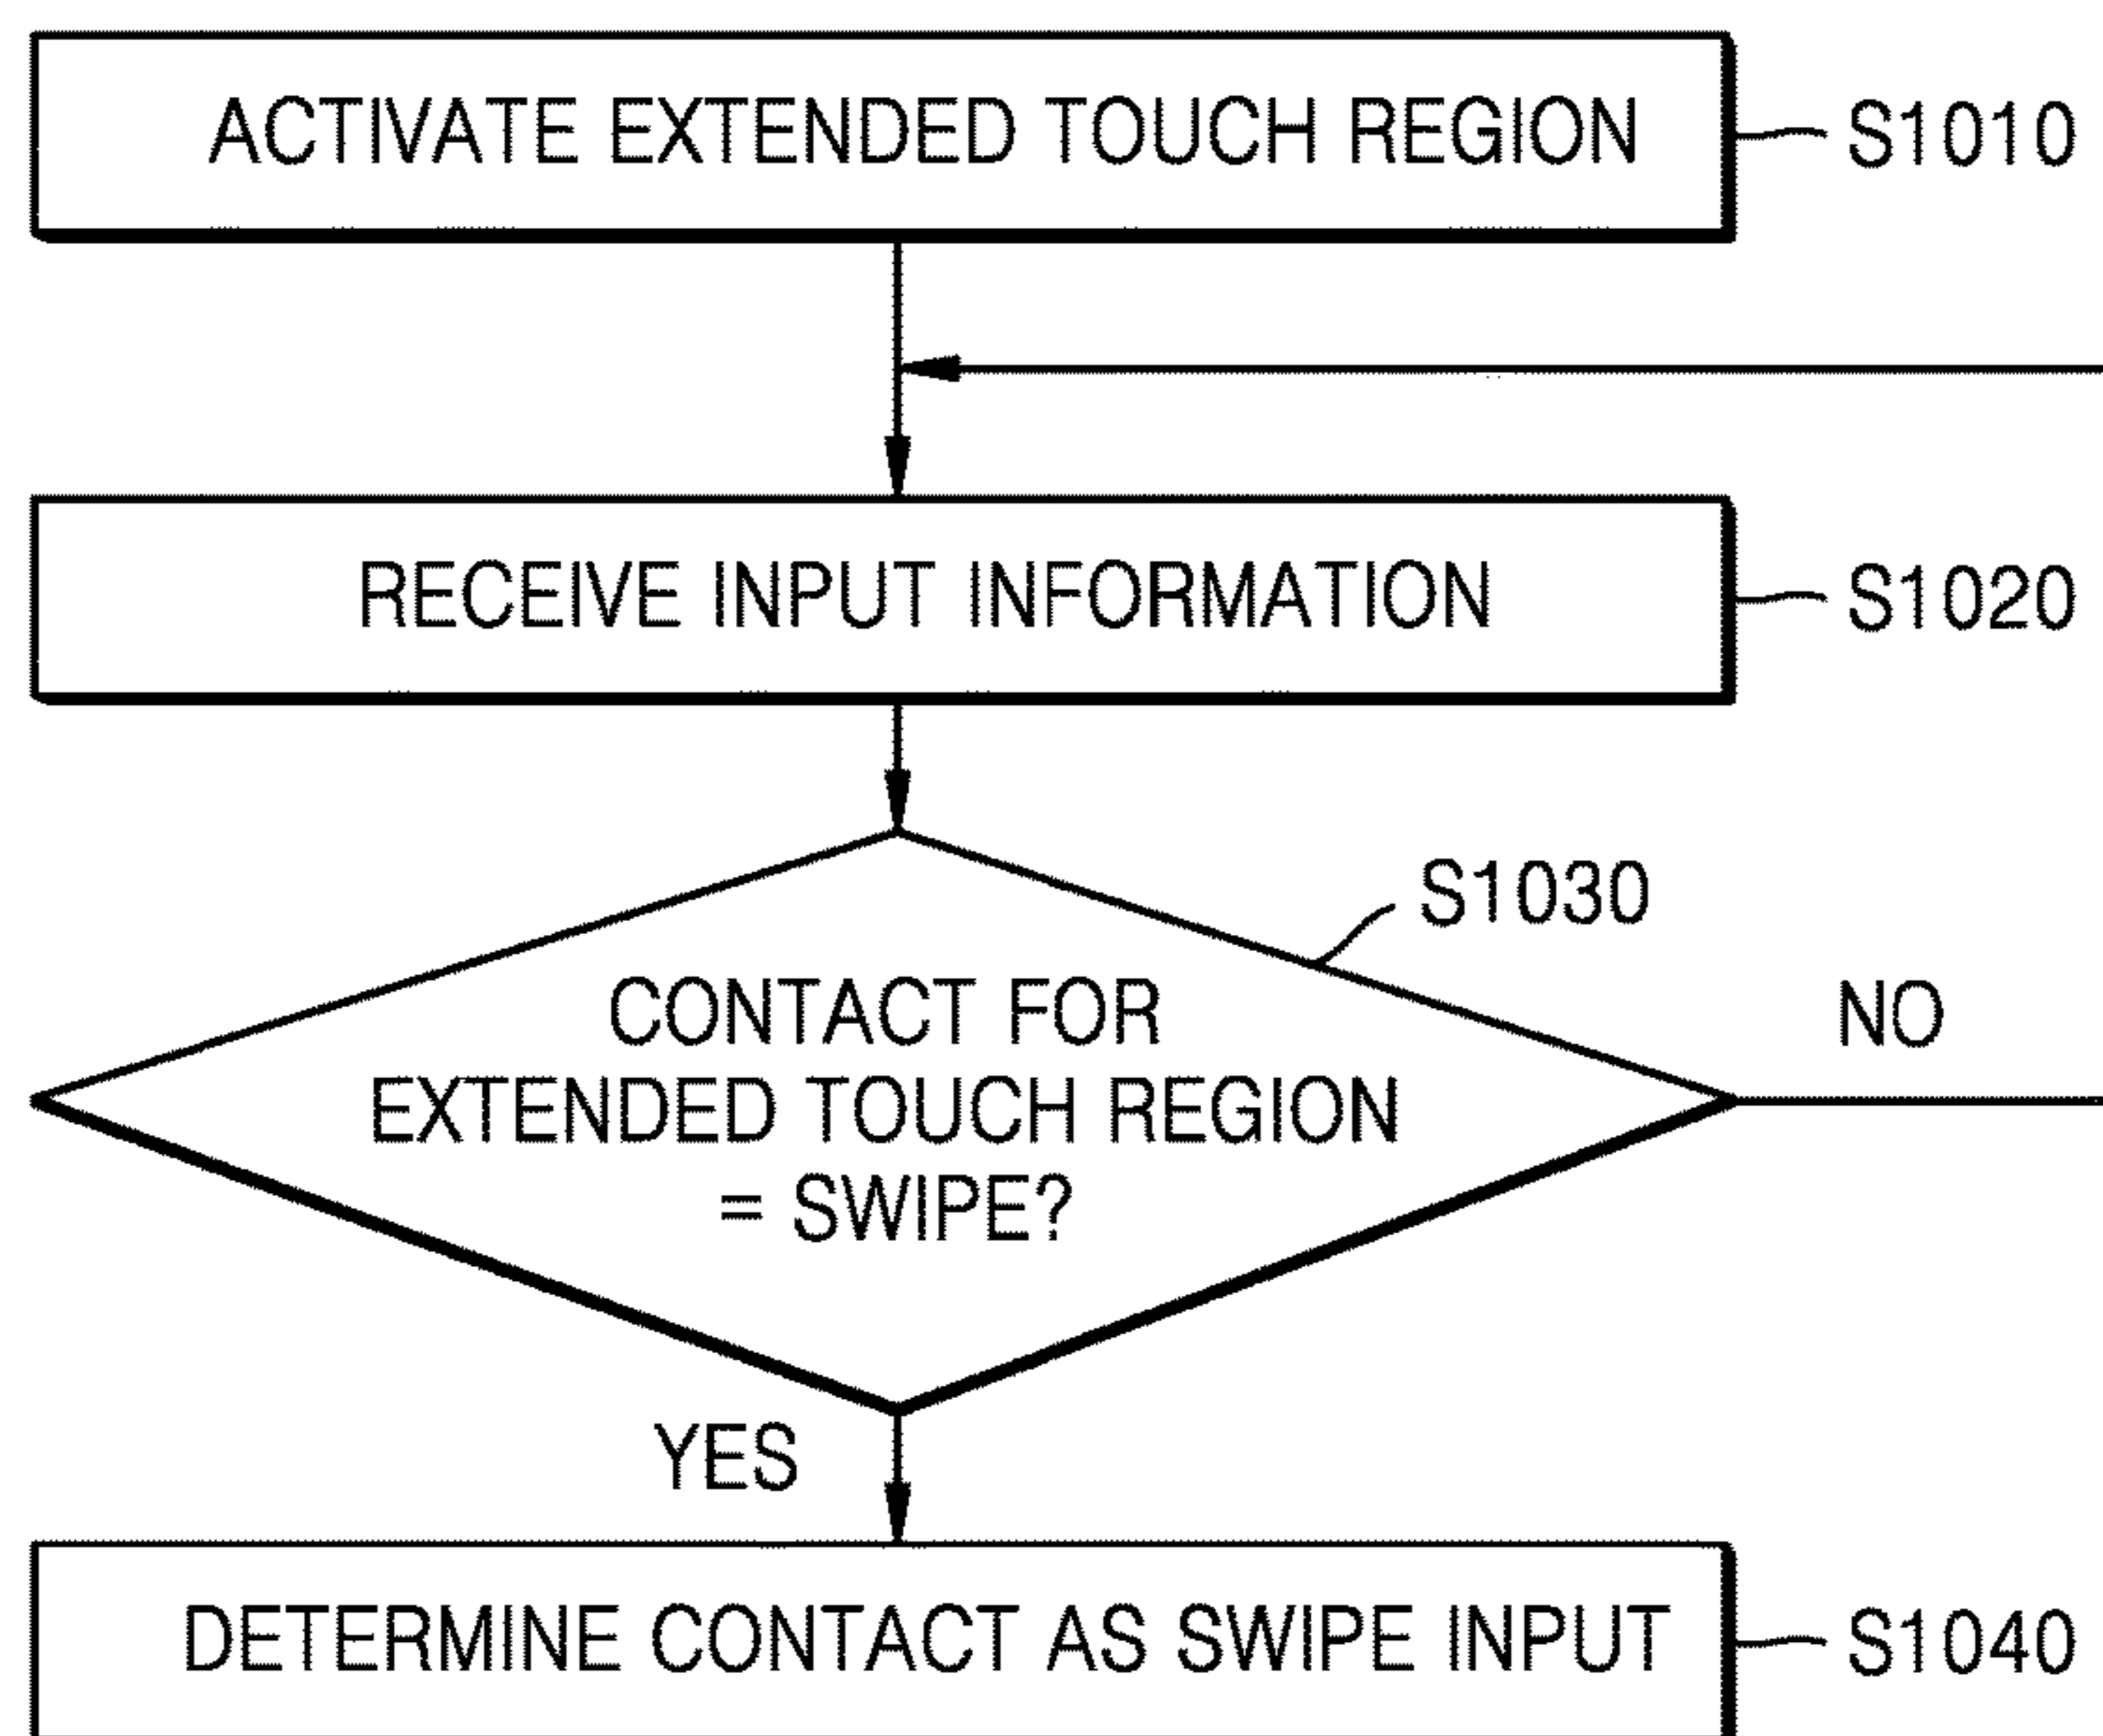 ACTIVATE EXTENDED TOUCH REGION
S1010
RECEIVE INPUT INFORMATION
S1020
S1030
CONTACT FOR
EXTENDED TOUCH REGION
= SWIPE?
NO
YES
DETERMINE CONTACT AS SWIPE INPUT
S1040